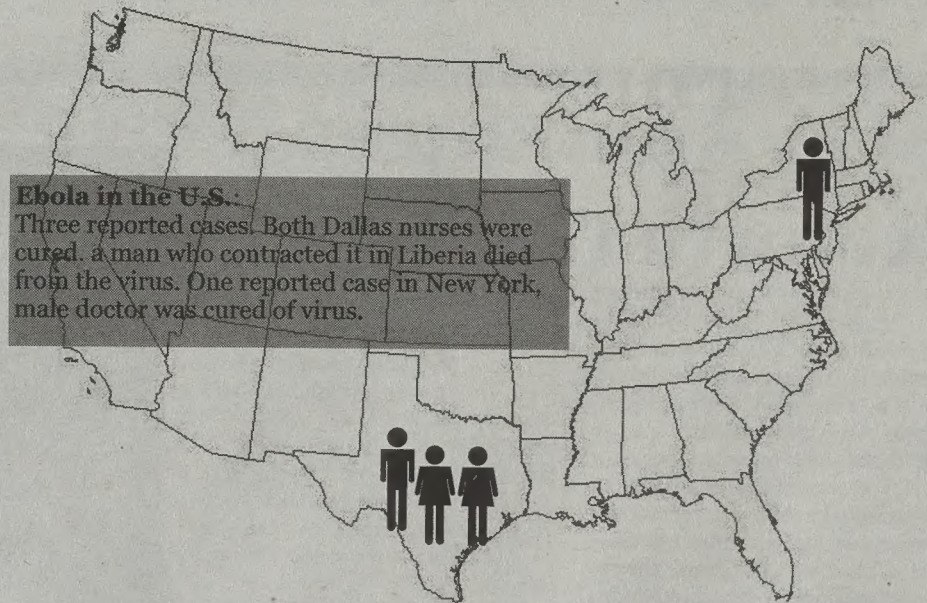 Ebola in the U.S.:
Three reported cases. Both Dallas nurses were
cured. a man who contracted it in Liberia died
from the virus. One reported case in New York,
male doctor was cured of virus.